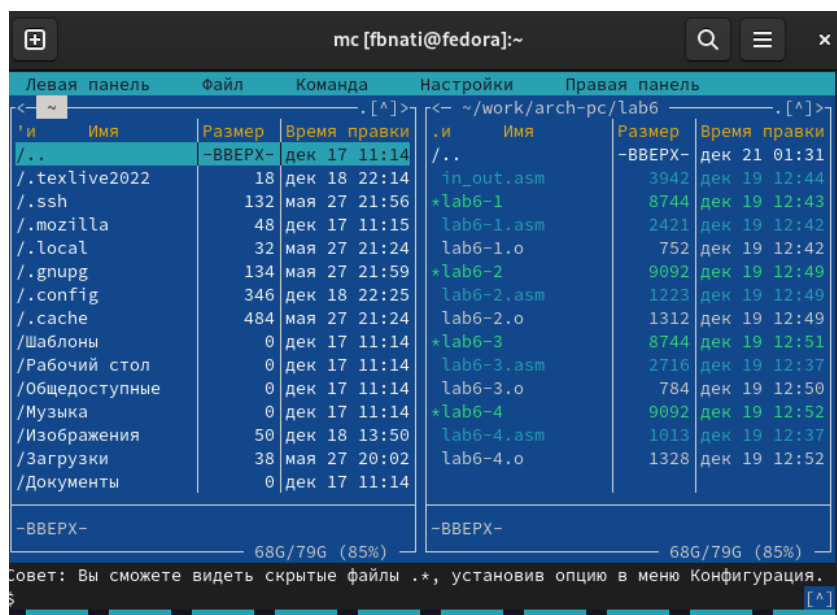 mc [fbnati@fedora]:~
Левая панель Файл Команда Настройки Правая панель
<─ ~ .[^]>
'и Имя Размер Время правки
/.. -ВВЕРХ- дек 17 11:14
/.texlive2022 18 дек 18 22:14
/.ssh 132 мая 27 21:56
/.mozilla 48 дек 17 11:15
/.local 32 мая 27 21:24
/.gnupg 134 мая 27 21:59
/.config 346 дек 18 22:25
/.cache 484 мая 27 21:24
/Шаблоны 0 дек 17 11:14
/Рабочий стол 0 дек 17 11:14
/Общедоступные 0 дек 17 11:14
/Музыка 0 дек 17 11:14
/Изображения 50 дек 18 13:50
/Загрузки 38 мая 27 20:02
/Документы 0 дек 17 11:14
-ВВЕРХ-
68G/79G (85%)
<─ ~/work/arch-pc/lab6 .[^]>
.и Имя Размер Время правки
/.. -ВВЕРХ- дек 21 01:31
in_out.asm 3942 дек 19 12:44
*lab6-1 8744 дек 19 12:43
lab6-1.asm 2421 дек 19 12:42
lab6-1.o 752 дек 19 12:42
*lab6-2 9092 дек 19 12:49
lab6-2.asm 1223 дек 19 12:49
lab6-2.o 1312 дек 19 12:49
*lab6-3 8744 дек 19 12:51
lab6-3.asm 2716 дек 19 12:37
lab6-3.o 784 дек 19 12:50
*lab6-4 9092 дек 19 12:52
lab6-4.asm 1013 дек 19 12:37
lab6-4.o 1328 дек 19 12:52
-ВВЕРХ-
68G/79G (85%)
Совет: Вы сможете видеть скрытые файлы .*, установив опцию в меню Конфигурация.
$ [^]